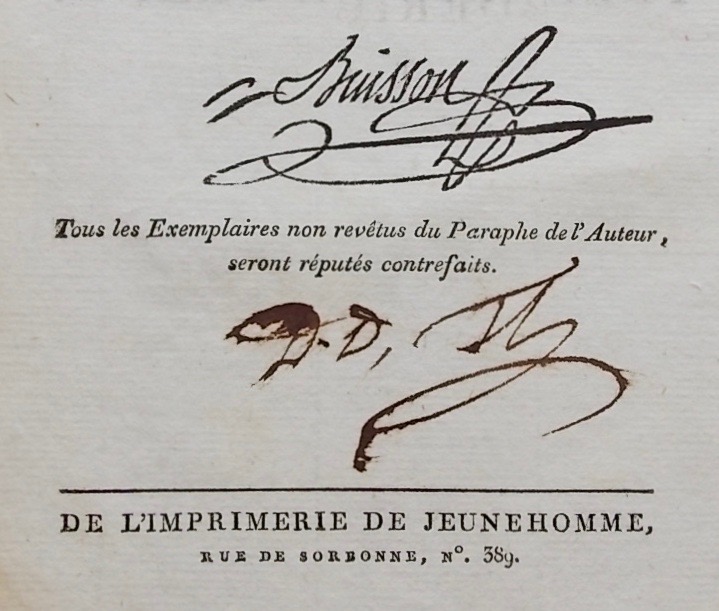 Buisson
Tous les Exemplaires non revêtus du Paraphe de l'Auteur,
seront réputés contrefaits.
D. D,
DE L'IMPRIMERIE DE JEUNEHOMME,
RUE DE SORBONNE, N°. 389.